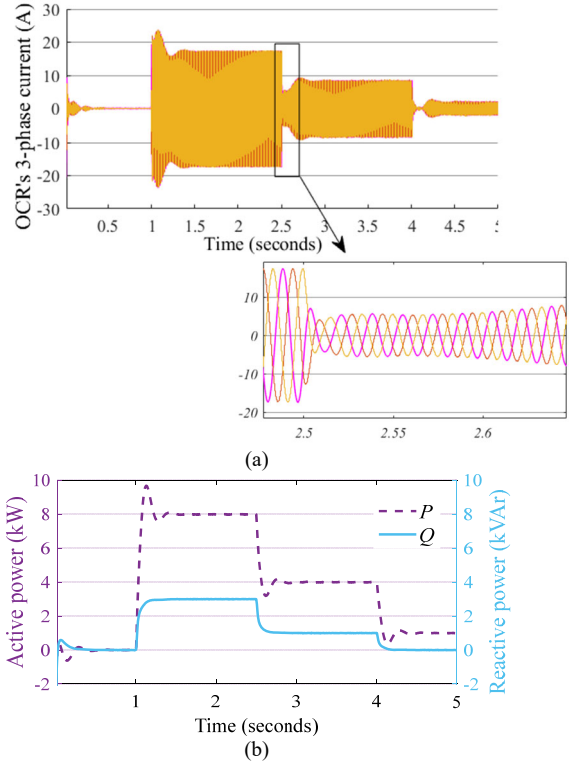 OCR's 3-phase current (A)
30
20
10
0
-10
-20
-30
0.5 1 1.5 2 2.5 3 3.5 4 4.5 5
Time (seconds)
10
0
-10
-20
2.5 2.55 2.6
(a)
Active power (kW)
10
8
6
4
2
0
-2
P
Q
10
8
6
4
2
0
-2
Reactive power (kVAr)
1 2 3 4 5
Time (seconds)
(b)